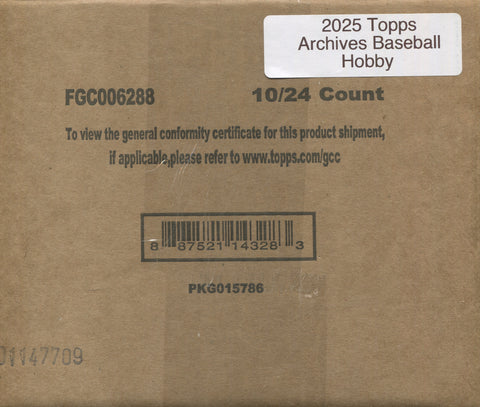 2025 Topps
Archives Baseball
Hobby
FGC006288 10/24 Count
To view the general conformity certificate for this product shipment,
if applicable,please refer to www.topps.com/gcc
8 87521 14328 3
PKG015786
01147709